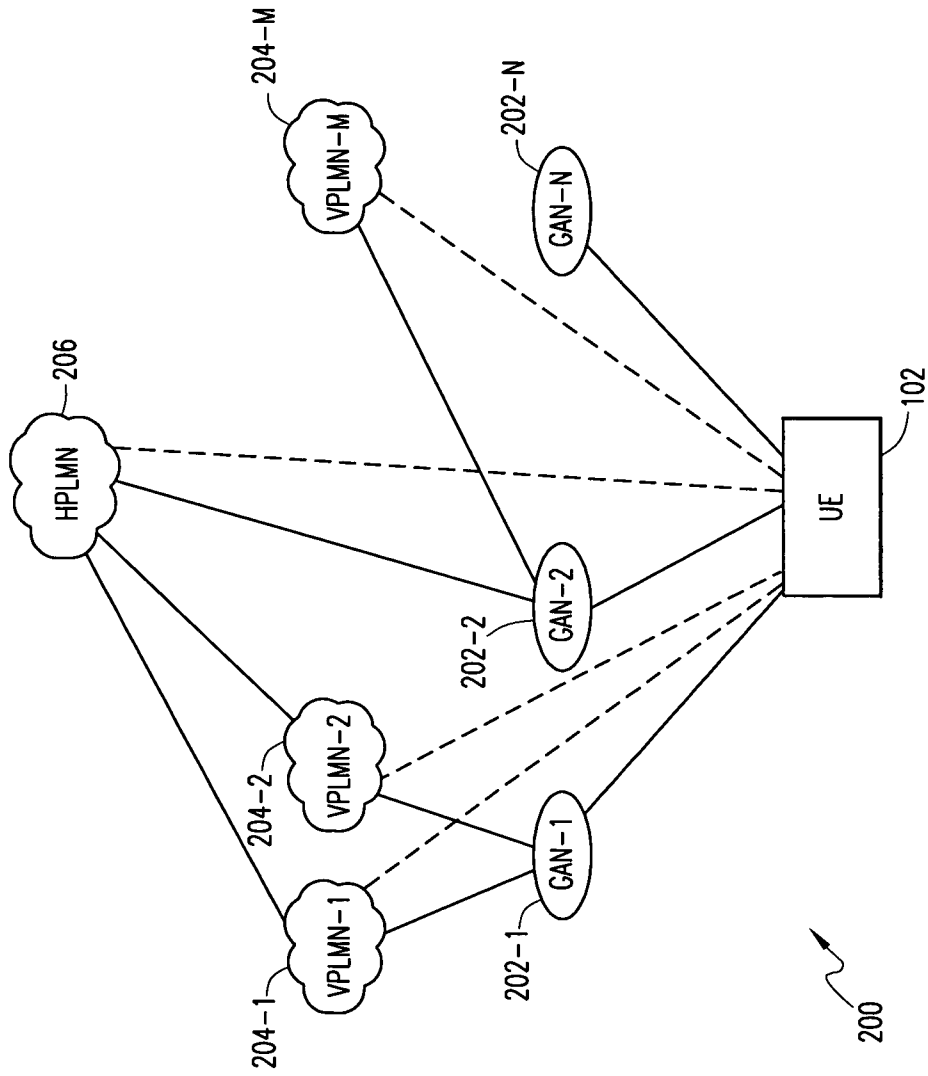 206
HPLMN
204-M
VPLMN-M
204-2
VPLMN-2
204-1
VPLMN-1
202-N
GAN-N
202-2
GAN-2
202-1
GAN-1
UE
102
200